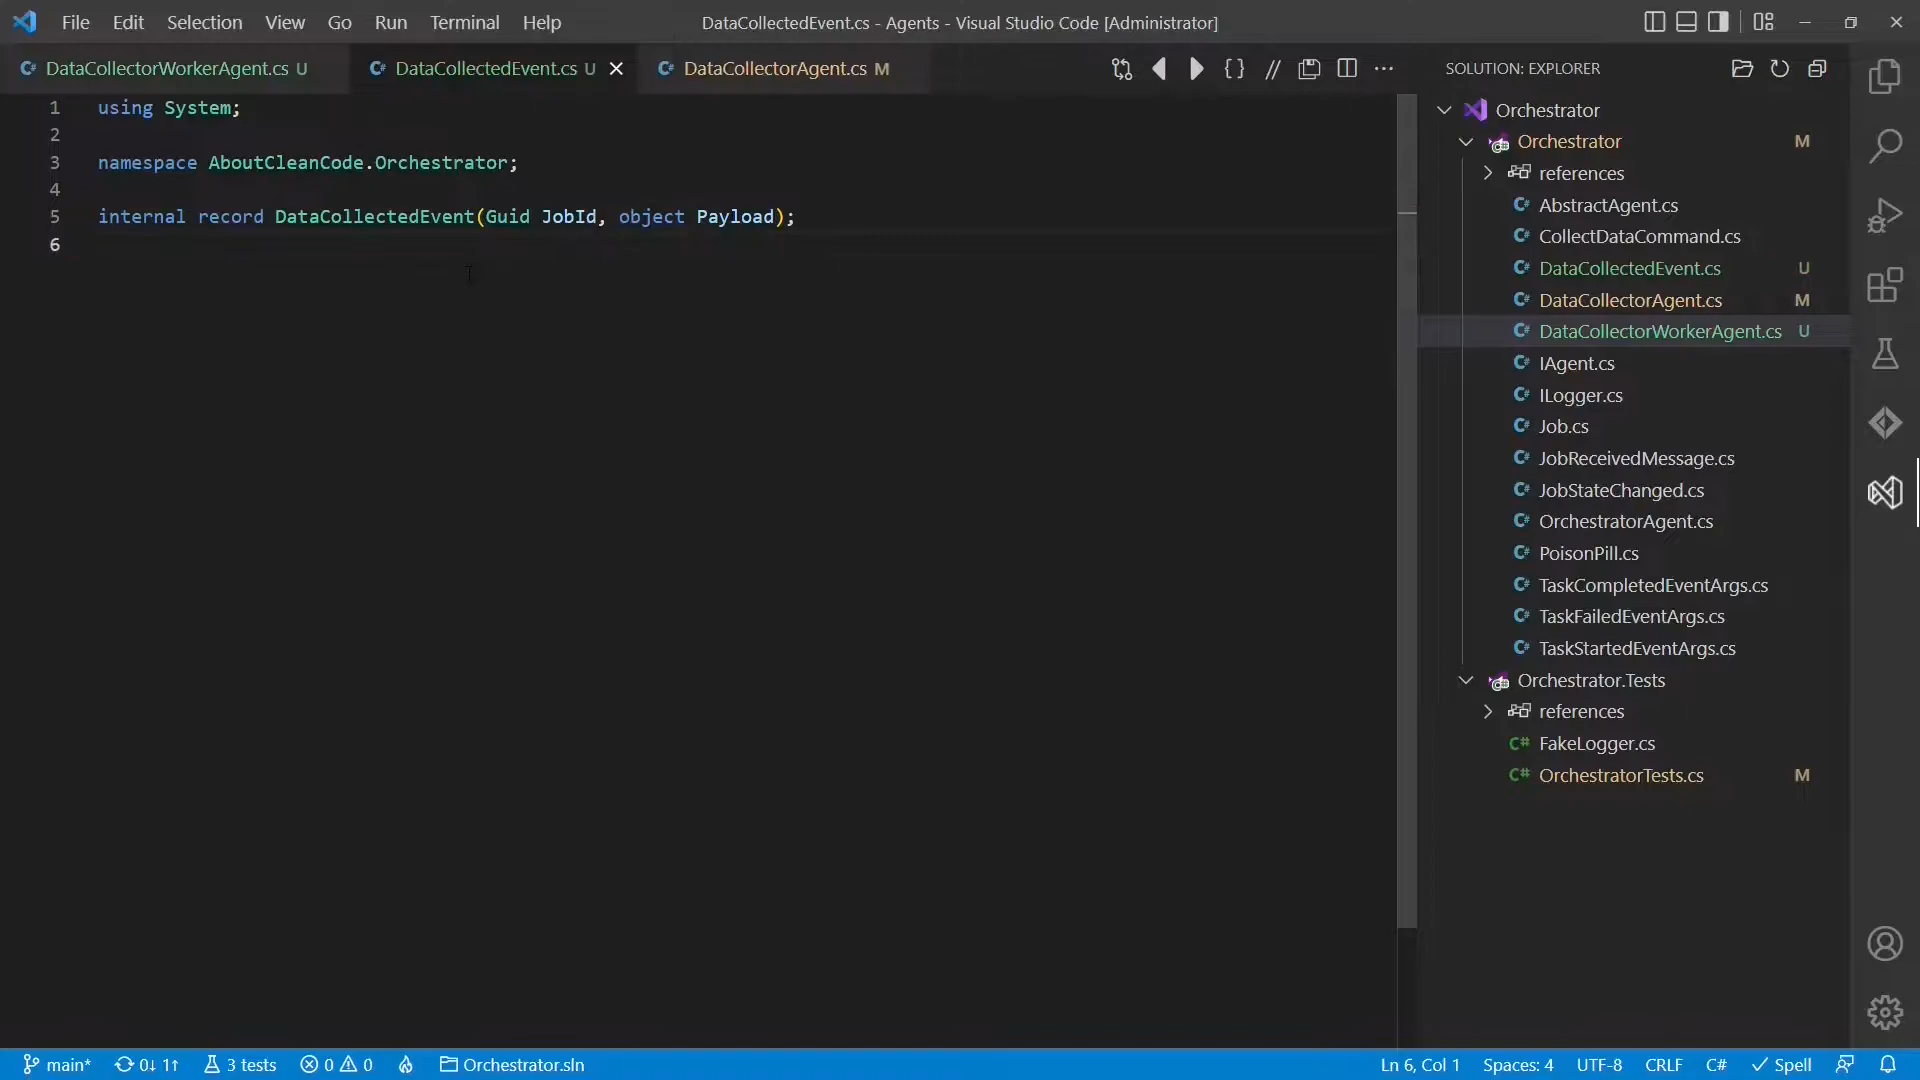 File Edit Selection View Go Run Terminal Help
DataCollectedEvent.cs - Agents - Visual Studio Code [Administrator]
C# DataCollectorWorkerAgent.cs U
C# DataCollectedEvent.cs U
C# DataCollectorAgent.cs M
1 using System;
2
3 namespace AboutCleanCode.Orchestrator;
4
5 internal record DataCollectedEvent(Guid JobId, object Payload);
6
SOLUTION: EXPLORER
Orchestrator
Orchestrator M
references
C# AbstractAgent.cs
C# CollectDataCommand.cs
C# DataCollectedEvent.cs U
C# DataCollectorAgent.cs M
C# DataCollectorWorkerAgent.cs U
C# IAgent.cs
C# ILogger.cs
C# Job.cs
C# JobReceivedMessage.cs
C# JobStateChanged.cs
C# OrchestratorAgent.cs
C# PoisonPill.cs
C# TaskCompletedEventArgs.cs
C# TaskFailedEventArgs.cs
C# TaskStartedEventArgs.cs
Orchestrator.Tests
references
C# FakeLogger.cs
C# OrchestratorTests.cs M
main* 0↓ 1↑ 3 tests 0 0 Orchestrator.sln
Ln 6, Col 1 Spaces: 4 UTF-8 CRLF C# Spell